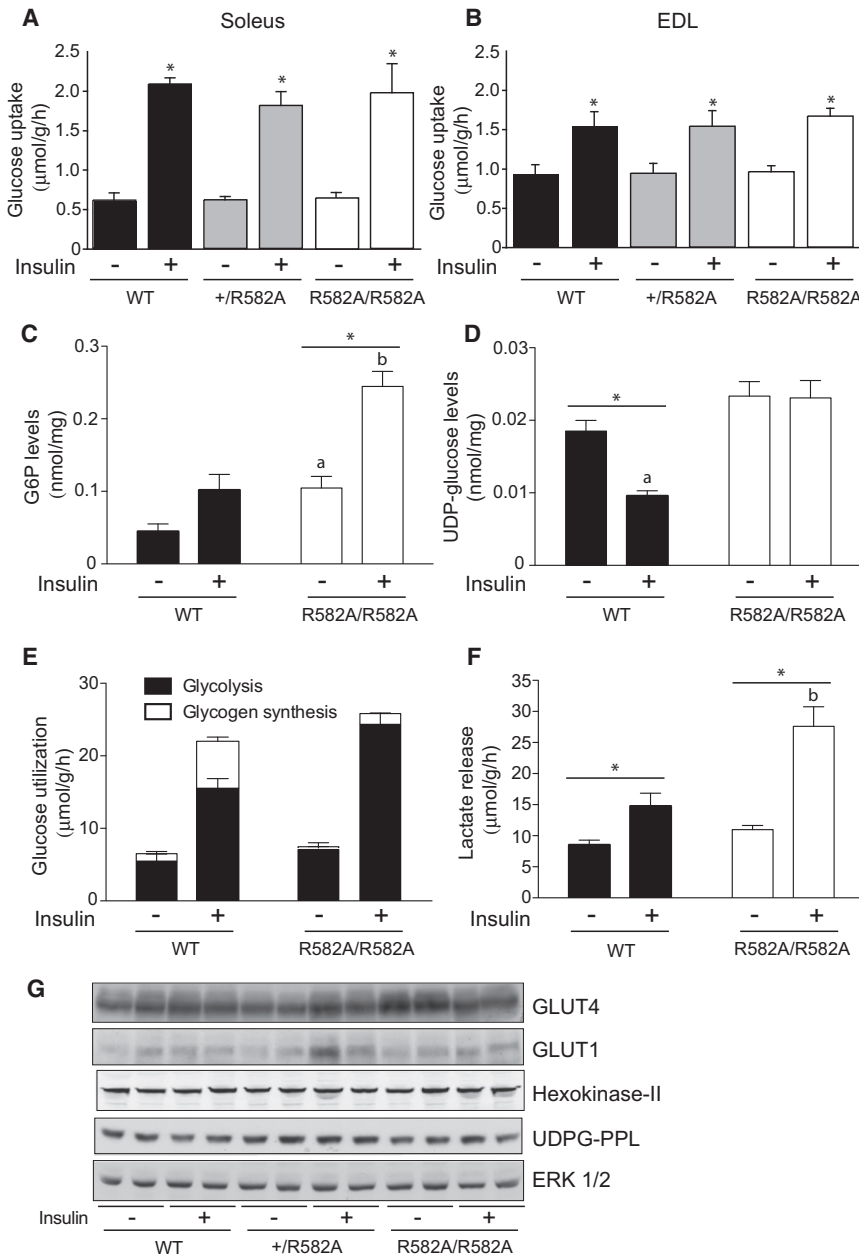 A
Soleus
Glucose uptake
(µmol/g/h)
2.5
2.0
1.5
1.0
0.5
0
*
*
*
Insulin
- + - + - +
WT +/R582A R582A/R582A
B
EDL
Glucose uptake
(µmol/g/h)
2.5
2.0
1.5
1.0
0.5
0
*
*
*
- + - + - +
WT +/R582A R582A/R582A
C
G6P levels
(nmol/mg)
0.3
0.2
0.1
0
*
a
b
Insulin
- + - +
WT R582A/R582A
D
UDP-glucose levels
(nmol/mg)
0.03
0.02
0.01
0
*
a
- + - +
WT R582A/R582A
E
Glycolysis
Glycogen synthesis
Glucose utilization
(µmol/g/h)
30
20
10
0
Insulin
- + - +
WT R582A/R582A
F
Lactate release
(µmol/g/h)
35
30
25
20
15
10
5
0
*
*
b
Insulin
- + - +
WT R582A/R582A
G
GLUT4
GLUT1
Hexokinase-II
UDPG-PPL
ERK 1/2
Insulin - + - + - +
WT +/R582A R582A/R582A